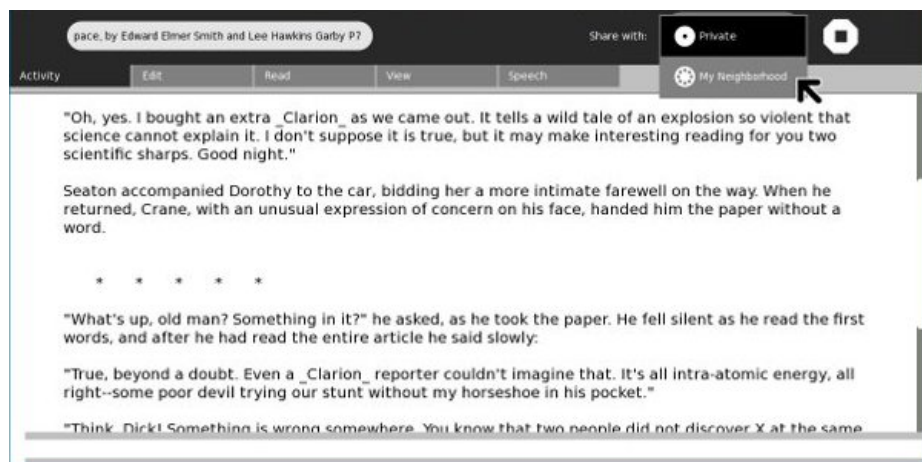 pace, by Edward Elmer Smith and Lee Hawkins Garby P7
Share with:
Private
Activity
Edit
Read
View
Speech
My Neighborhood
"Oh, yes. I bought an extra _Clarion_ as we came out. It tells a wild tale of an explosion so violent that
science cannot explain it. I don't suppose it is true, but it may make interesting reading for you two
scientific sharps. Good night."
Seaton accompanied Dorothy to the car, bidding her a more intimate farewell on the way. When he
returned, Crane, with an unusual expression of concern on his face, handed him the paper without a
word.
* * * * *
"What's up, old man? Something in it?" he asked, as he took the paper. He fell silent as he read the first
words, and after he had read the entire article he said slowly:
"True, beyond a doubt. Even a _Clarion_ reporter couldn't imagine that. It's all intra-atomic energy, all
right--some poor devil trying our stunt without my horseshoe in his pocket."
"Think, Dick! Something is wrong somewhere. You know that two people did not discover X at the same